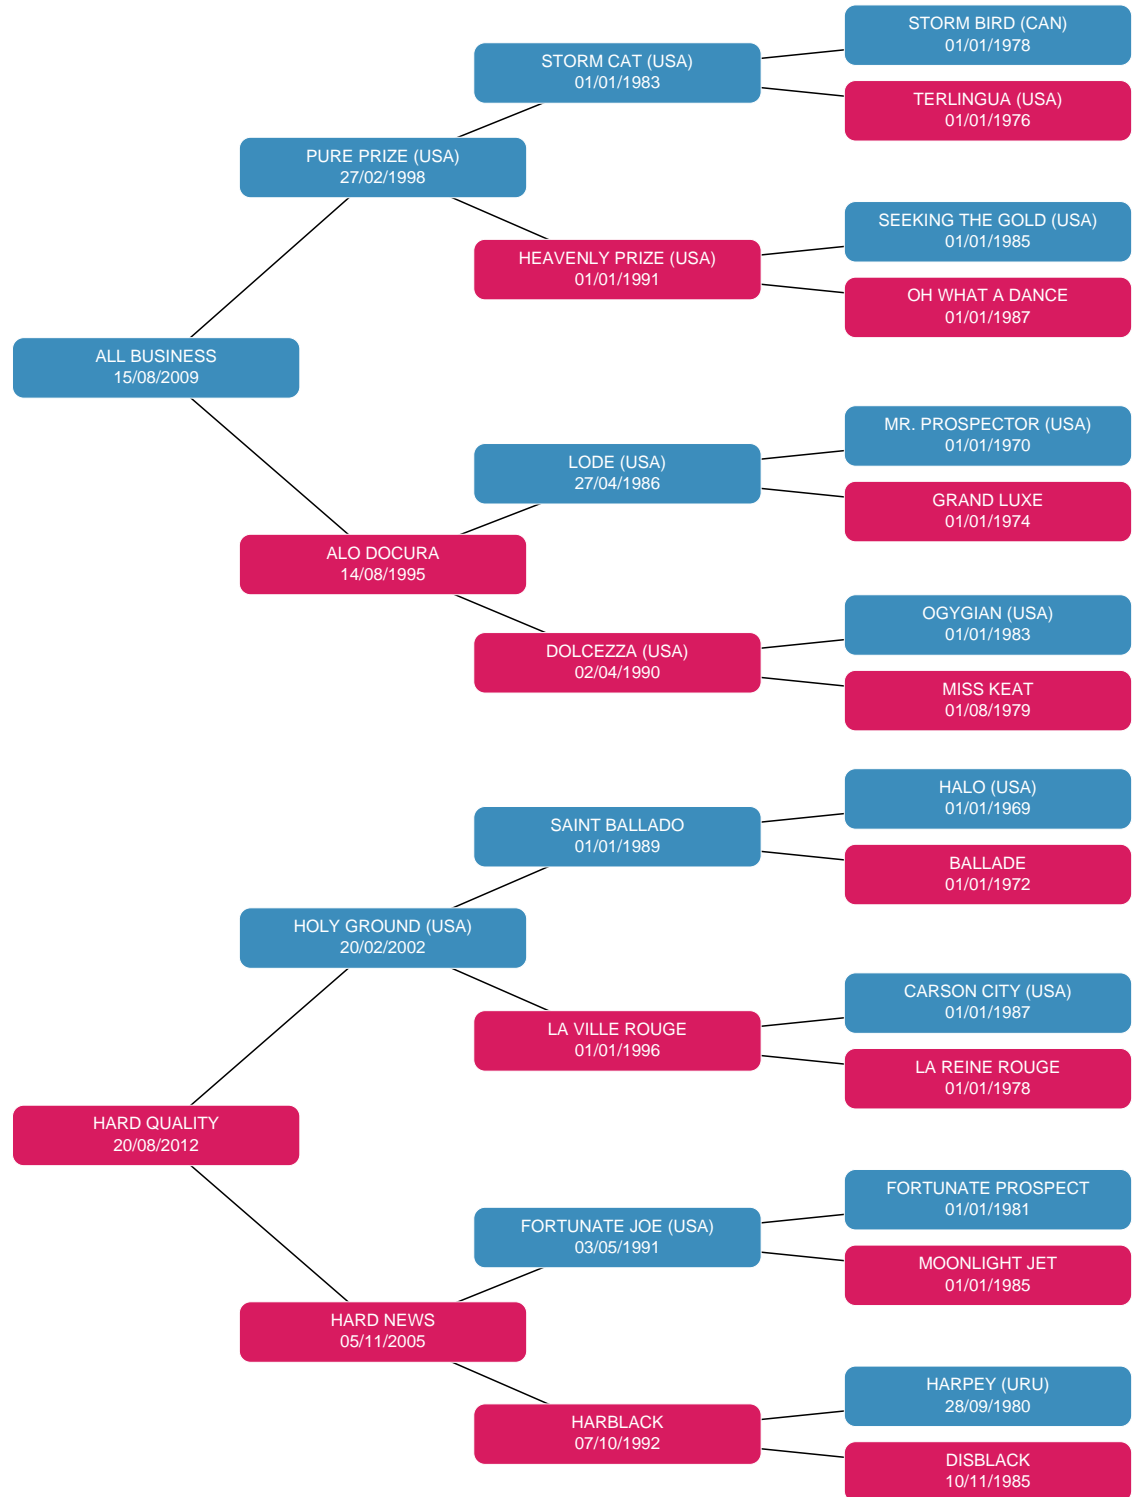 STORM BIRD (CAN)
01/01/1978
STORM CAT (USA)
01/01/1983
TERLINGUA (USA)
01/01/1976
PURE PRIZE (USA)
27/02/1998
SEEKING THE GOLD (USA)
01/01/1985
HEAVENLY PRIZE (USA)
01/01/1991
OH WHAT A DANCE
01/01/1987
ALL BUSINESS
15/08/2009
MR. PROSPECTOR (USA)
01/01/1970
LODE (USA)
27/04/1986
GRAND LUXE
01/01/1974
ALO DOCURA
14/08/1995
OGYGIAN (USA)
01/01/1983
DOLCEZZA (USA)
02/04/1990
MISS KEAT
01/08/1979
HALO (USA)
01/01/1969
SAINT BALLADO
01/01/1989
BALLADE
01/01/1972
HOLY GROUND (USA)
20/02/2002
CARSON CITY (USA)
01/01/1987
LA VILLE ROUGE
01/01/1996
LA REINE ROUGE
01/01/1978
HARD QUALITY
20/08/2012
FORTUNATE PROSPECT
01/01/1981
FORTUNATE JOE (USA)
03/05/1991
MOONLIGHT JET
01/01/1985
HARD NEWS
05/11/2005
HARPEY (URU)
28/09/1980
HARBLACK
07/10/1992
DISBLACK
10/11/1985